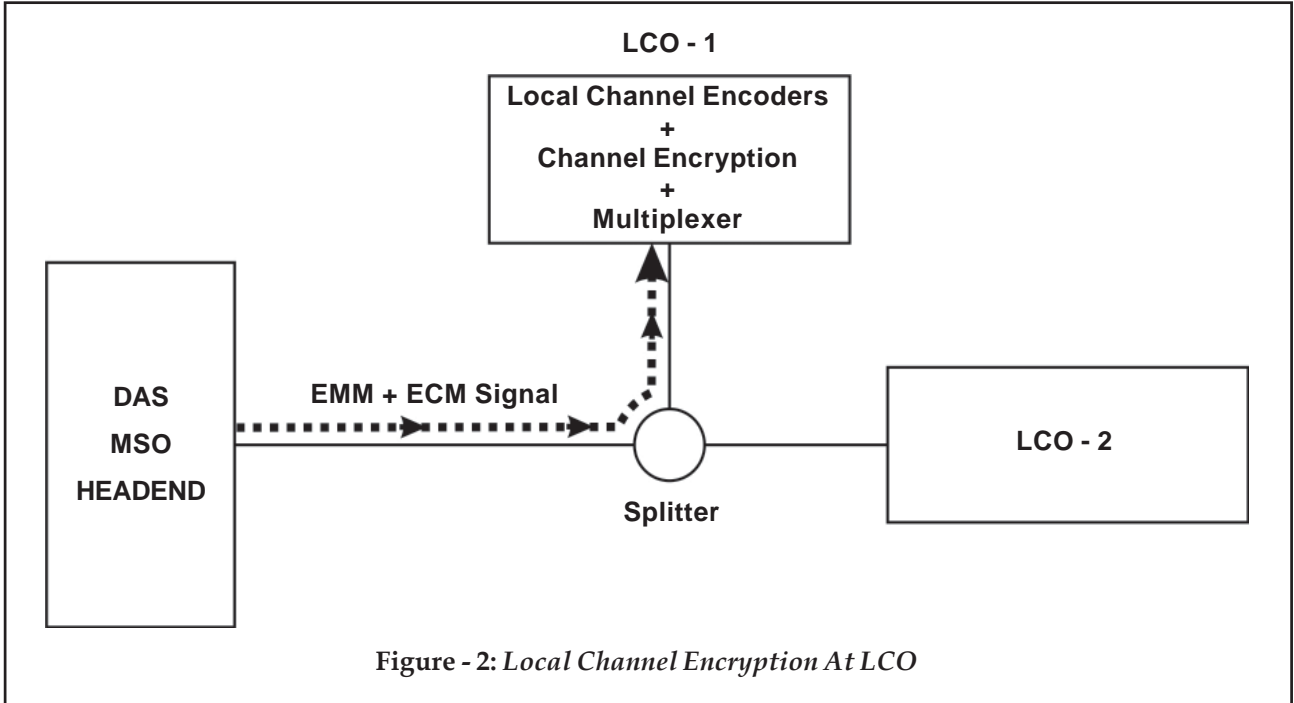 LCO - 1
Local Channel Encoders
+
Channel Encryption
+
Multiplexer
DAS
MSO
HEADEND
EMM + ECM Signal
Splitter
LCO - 2
Figure - 2: Local Channel Encryption At LCO